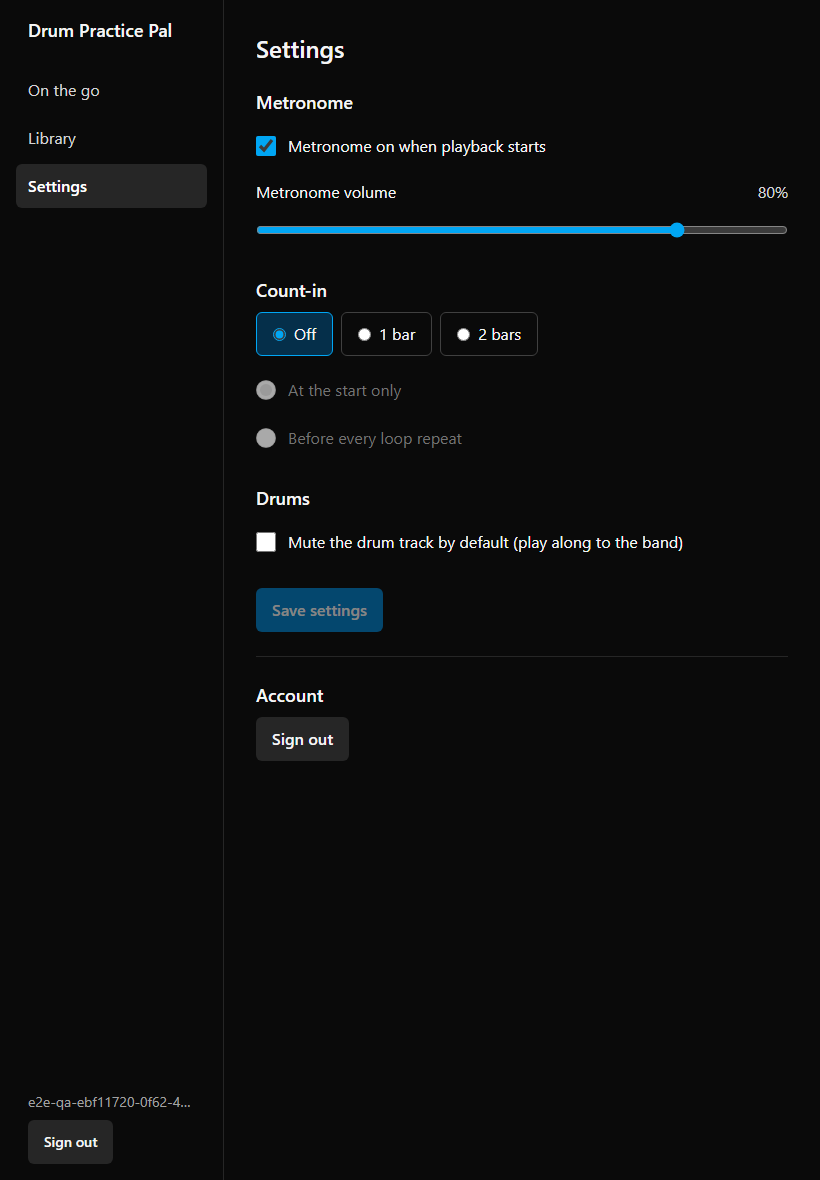 Drum Practice Pal
On the go
Library
Settings
e2e-qa-ebf11720-0f62-4...
Sign out
Settings
Metronome
Metronome on when playback starts
Metronome volume 80%
Count-in
Off 1 bar 2 bars
At the start only
Before every loop repeat
Drums
Mute the drum track by default (play along to the band)
Save settings
Account
Sign out